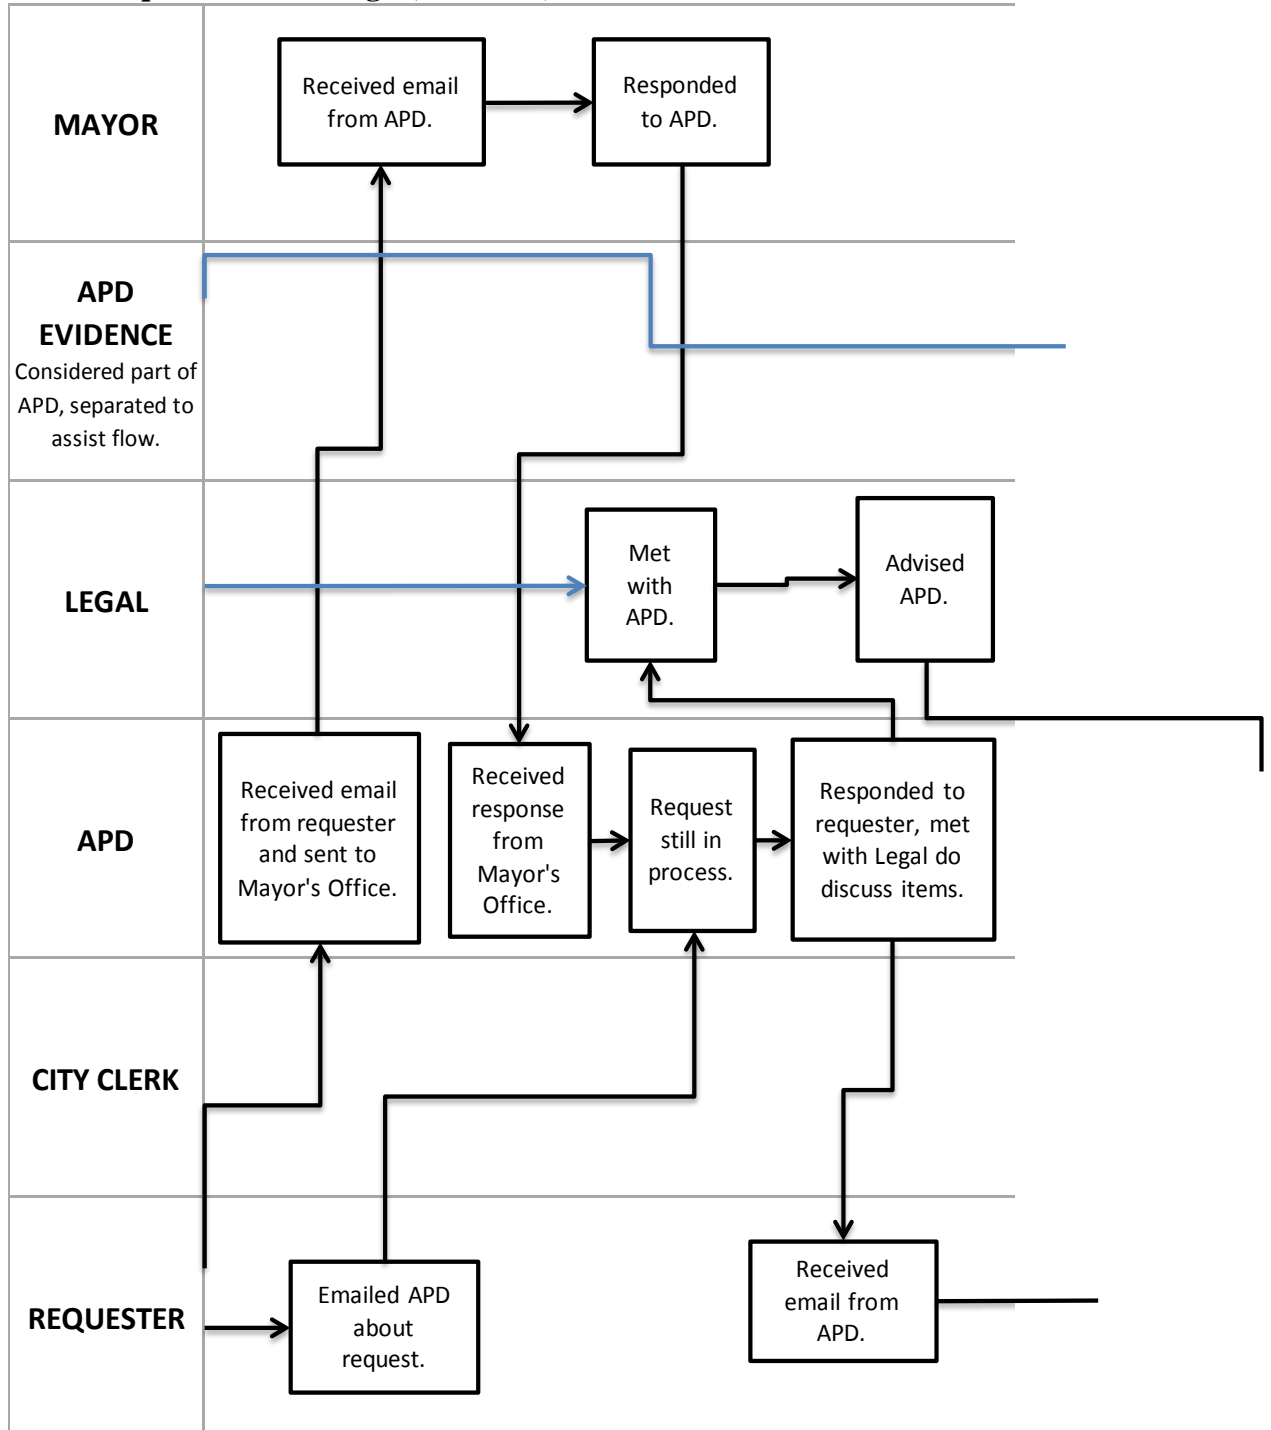 MAYOR
Received email
from APD.
Responded
to APD.
APD
EVIDENCE
Considered part of
APD, separated to
assist flow.
LEGAL
Met
with
APD.
Advised
APD.
APD
Received email
from requester
and sent to
Mayor's Office.
Received
response
from
Mayor's
Office.
Request
still in
process.
Responded to
requester, met
with Legal do
discuss items.
CITY CLERK
REQUESTER
Emailed APD
about
request.
Received
email from
APD.